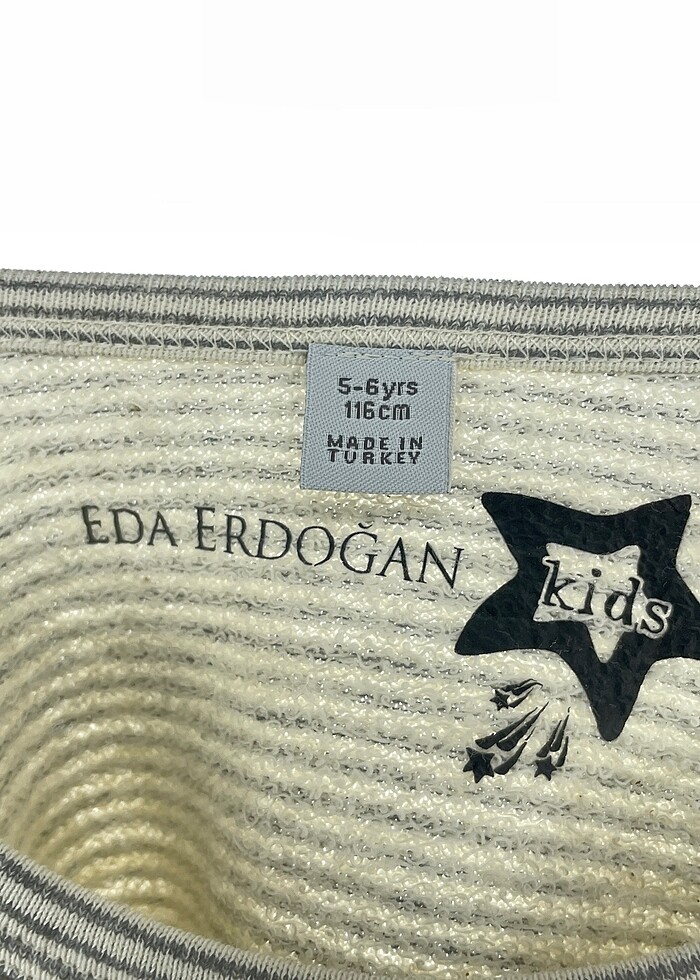 5-6yrs
116cm
MADE IN
TURKEY
EDA ERDOĞAN
kids